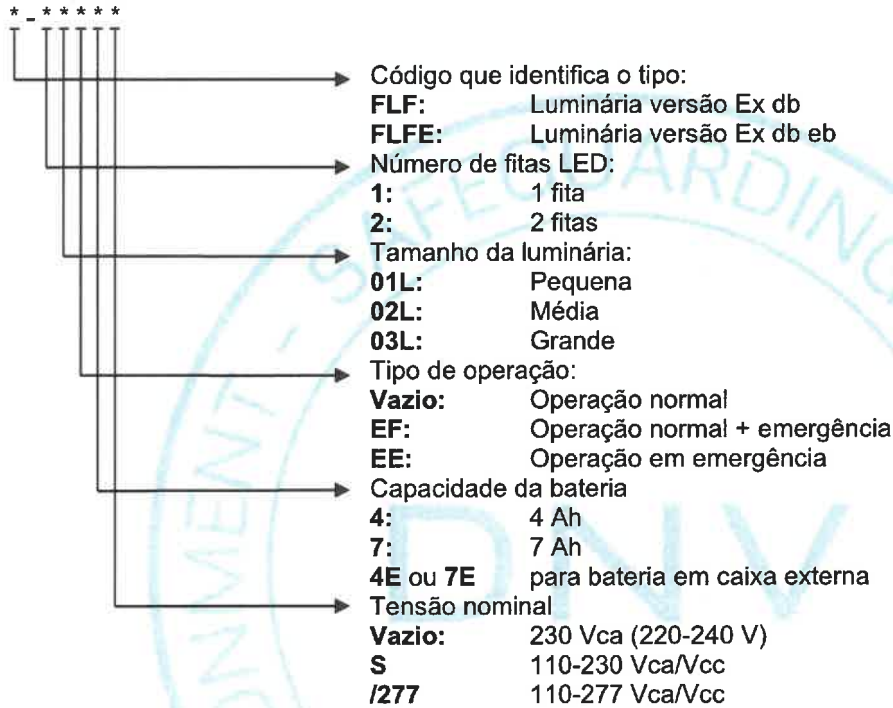 * - * * * * *
Código que identifica o tipo:
FLF: Luminária versão Ex db
FLFE: Luminária versão Ex db eb
Número de fitas LED:
1: 1 fita
2: 2 fitas
Tamanho da luminária:
01L: Pequena
02L: Média
03L: Grande
Tipo de operação:
Vazio: Operação normal
EF: Operação normal + emergência
EE: Operação em emergência
Capacidade da bateria
4: 4 Ah
7: 7 Ah
4E ou 7E para bateria em caixa externa
Tensão nominal
Vazio: 230 Vca (220-240 V)
S 110-230 Vca/Vcc
/277 110-277 Vca/Vcc
DNV